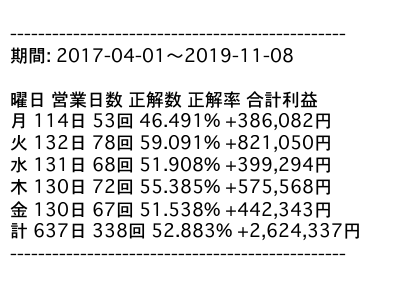 ------------------------------------------------
期間: 2017-04-01〜2019-11-08
曜日 営業日数 正解数 正解率 合計利益
月 114日 53回 46.491% +386,082円
火 132日 78回 59.091% +821,050円
水 131日 68回 51.908% +399,294円
木 130日 72回 55.385% +575,568円
金 130日 67回 51.538% +442,343円
計 637日 338回 52.883% +2,624,337円
------------------------------------------------